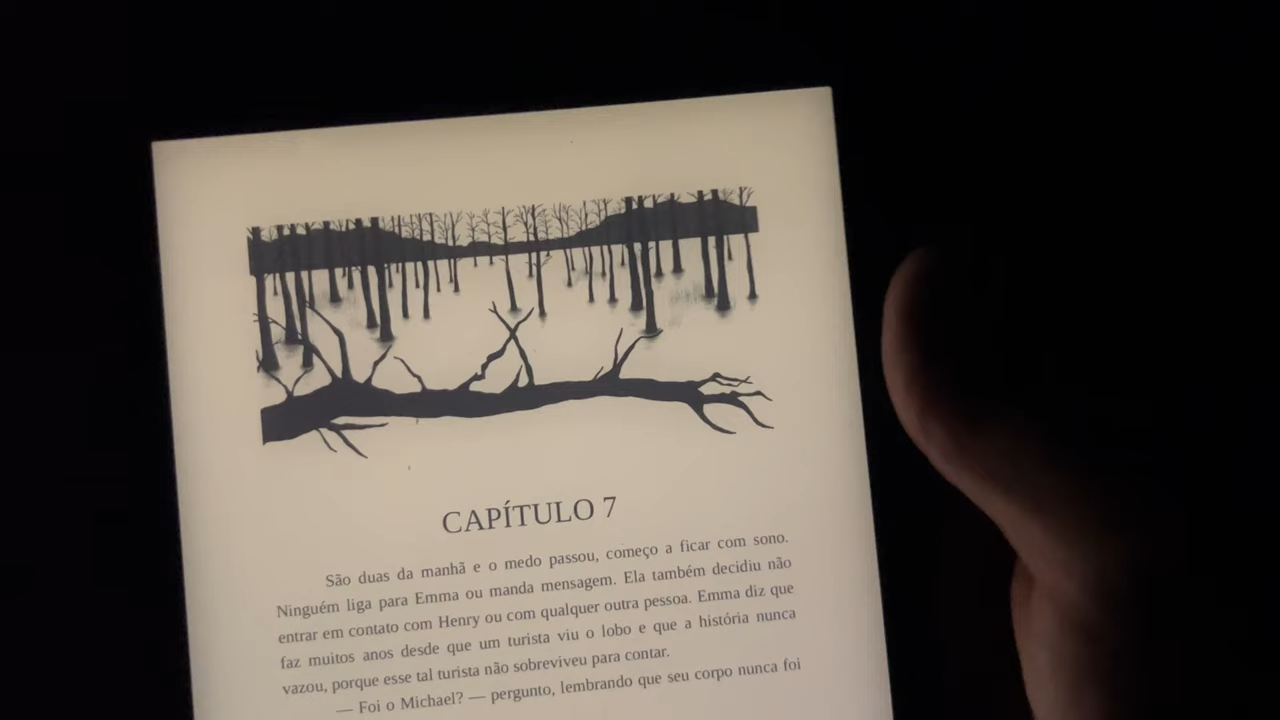 CAPÍTULO 7
São duas da manhã e o medo passou, começo a ficar com sono.
Ninguém liga para Emma ou manda mensagem. Ela também decidiu não
entrar em contato com Henry ou com qualquer outra pessoa. Emma diz que
faz muitos anos desde que um turista viu o lobo e que a história nunca
vazou, porque esse tal turista não sobreviveu para contar.
— Foi o Michael? — pergunto, lembrando que seu corpo nunca foi